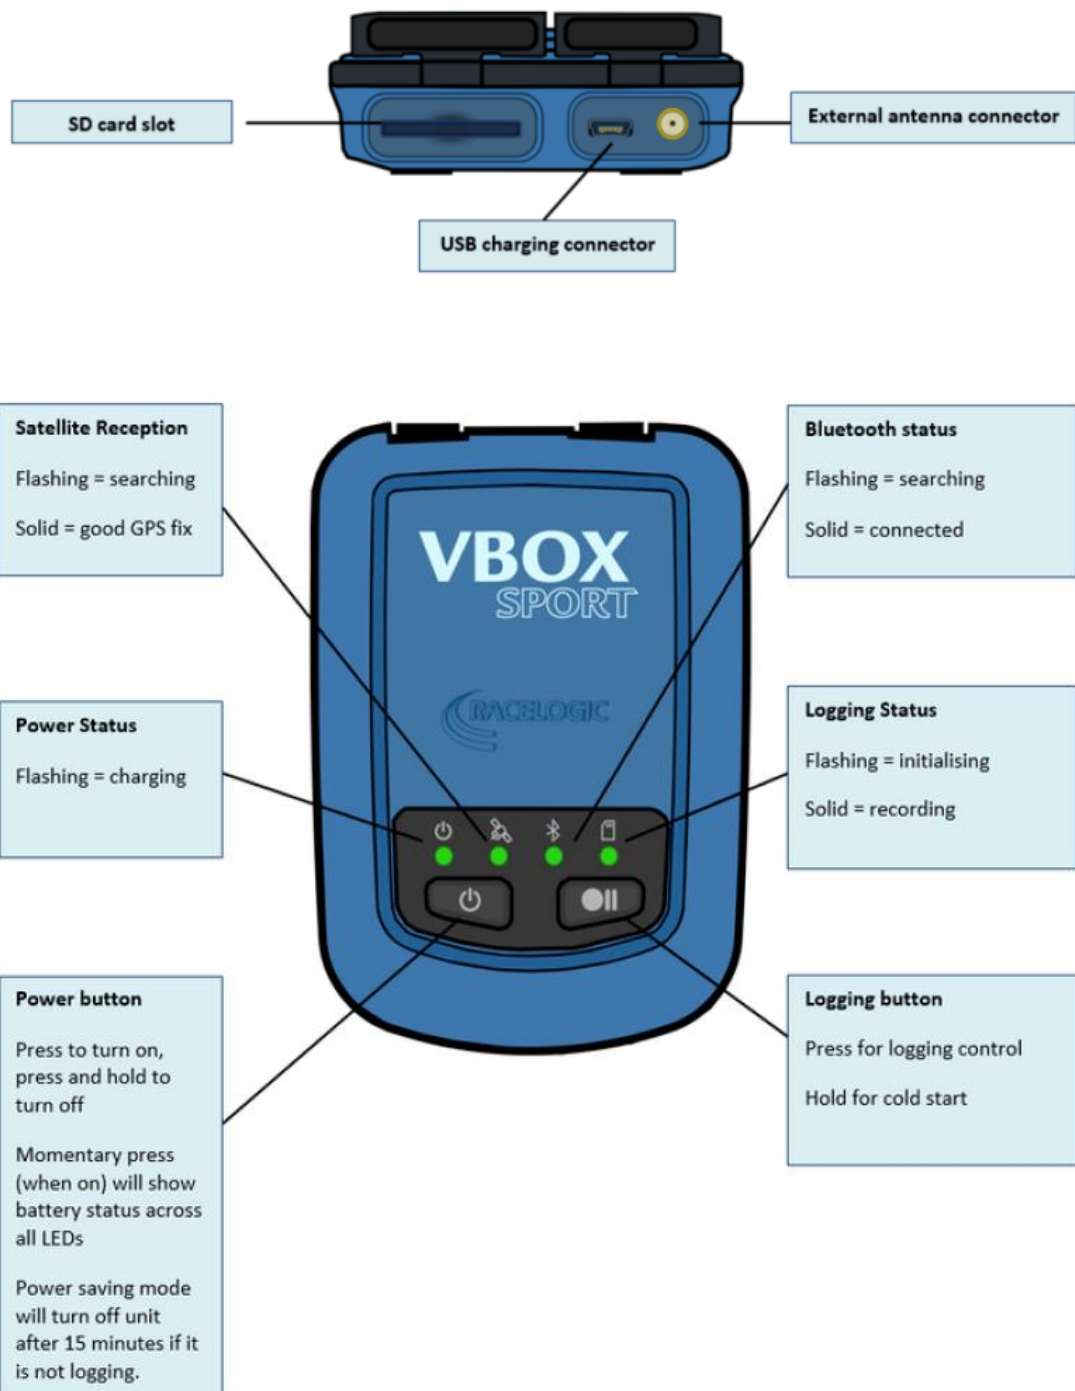 SD card slot
External antenna connector
USB charging connector
Satellite Reception
Flashing = searching
Solid = good GPS fix
Bluetooth status
Flashing = searching
Solid = connected
VBOX
SPORT
RACELOGIC
Power Status
Flashing = charging
Logging Status
Flashing = initialising
Solid = recording
Power button
Press to turn on,
press and hold to
turn off
Momentary press
(when on) will show
battery status across
all LEDs
Power saving mode
will turn off unit
after 15 minutes if it
is not logging.
Logging button
Press for logging control
Hold for cold start